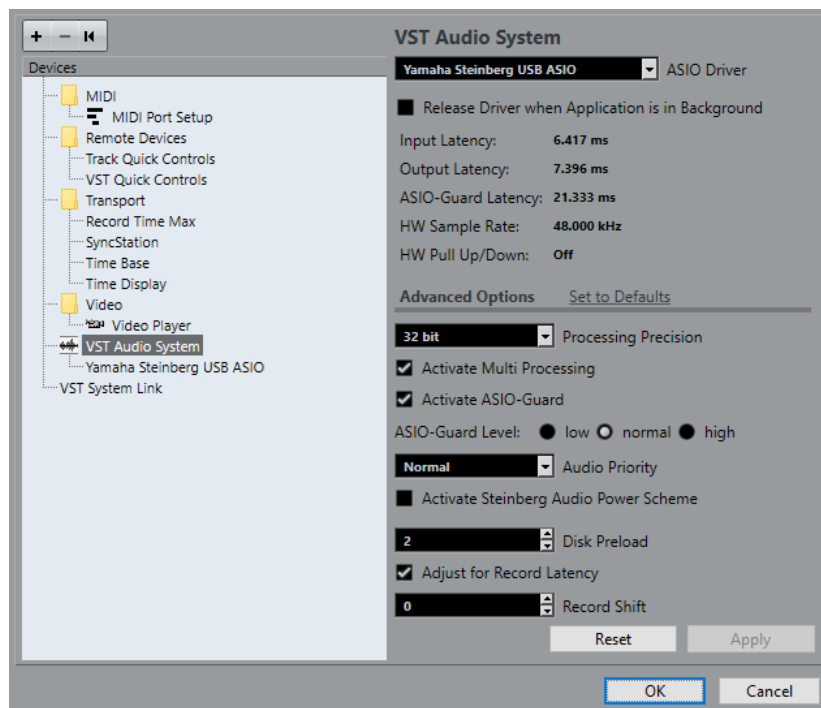 Devices
MIDI
MIDI Port Setup
Remote Devices
Track Quick Controls
VST Quick Controls
Transport
Record Time Max
SyncStation
Time Base
Time Display
Video
Video Player
VST Audio System
Yamaha Steinberg USB ASIO
VST System Link
VST Audio System
Yamaha Steinberg USB ASIO ASIO Driver
Release Driver when Application is in Background
Input Latency: 6.417 ms
Output Latency: 7.396 ms
ASIO-Guard Latency: 21.333 ms
HW Sample Rate: 48.000 kHz
HW Pull Up/Down: Off
Advanced Options Set to Defaults
32 bit Processing Precision
Activate Multi Processing
Activate ASIO-Guard
ASIO-Guard Level: low normal high
Normal Audio Priority
Activate Steinberg Audio Power Scheme
2 Disk Preload
Adjust for Record Latency
0 Record Shift
Reset Apply
OK Cancel